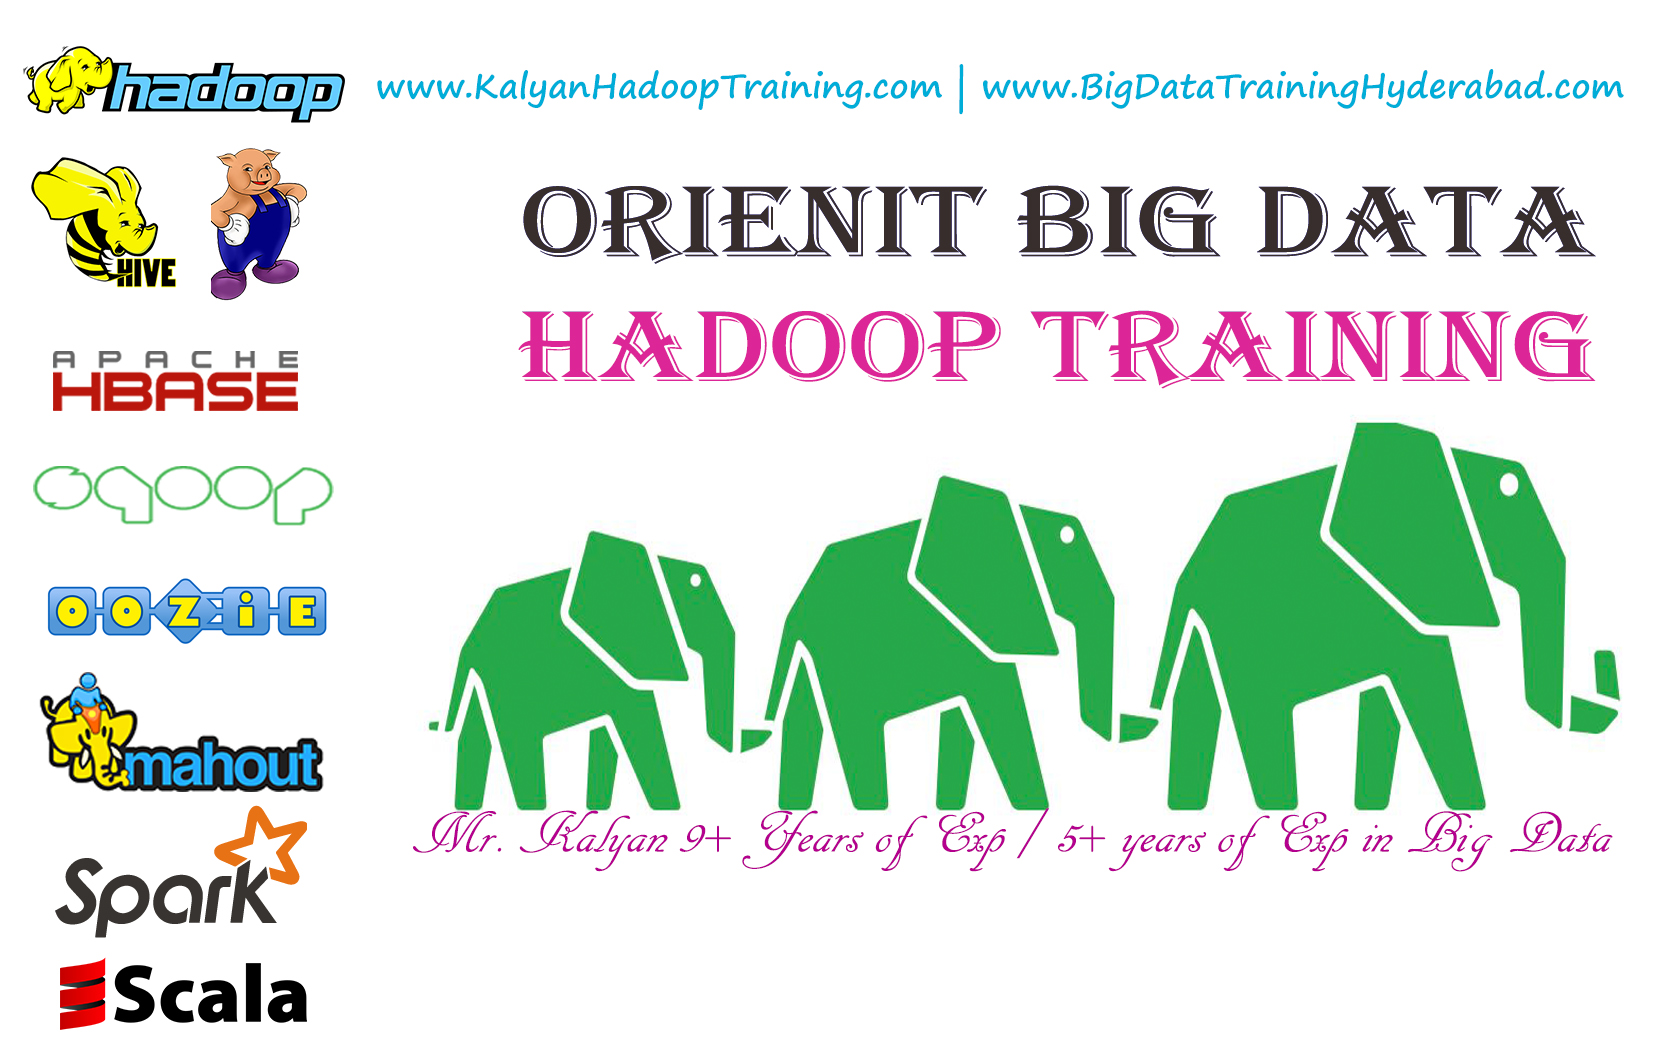 hadoop
www.KalyanHadoopTraining.com | www.BigDataTrainingHyderabad.com
HIVE
ORIENIT BIG DATA
HADOOP TRAINING
APACHE
HBASE
sqoop
OOZiE
mahout
Spark
Scala
Mr. Kalyan 9+ Years of Exp / 5+ years of Exp in Big Data